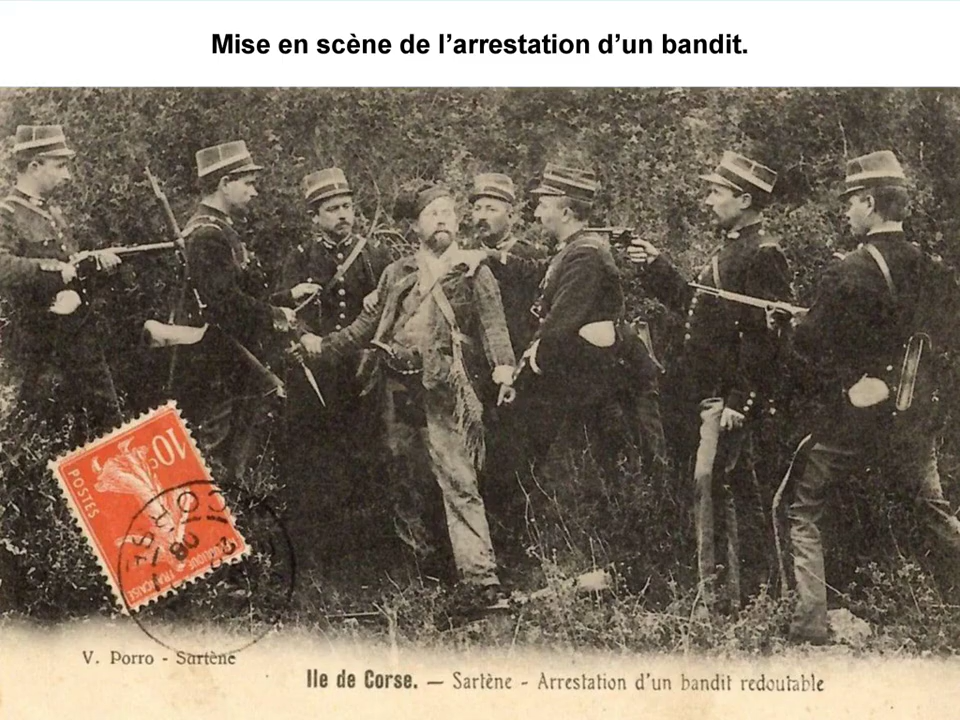 Mise en scène de l’arrestation d’un bandit.
10c
POSTES
FRANÇAISE
V. Porro - Sartène
Ile de Corse. — Sartène - Arrestation d'un bandit redoutable